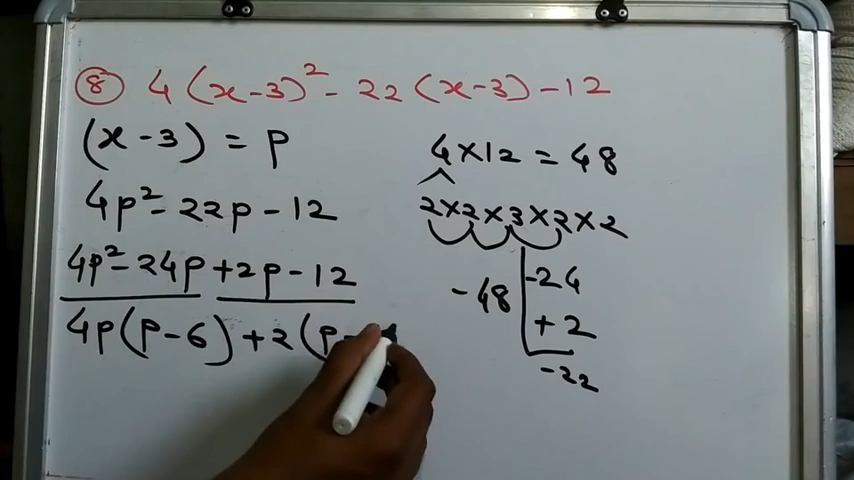 ⑧ 4(x-3)² - 22(x-3) - 12
(x - 3) = p
4p² - 22p - 12
4p² - 24p + 2p - 12
4p(p - 6) + 2(p -
4 × 12 = 48
2 × 2 × 3 × 2 × 2
-48 | -24
+ 2
-22